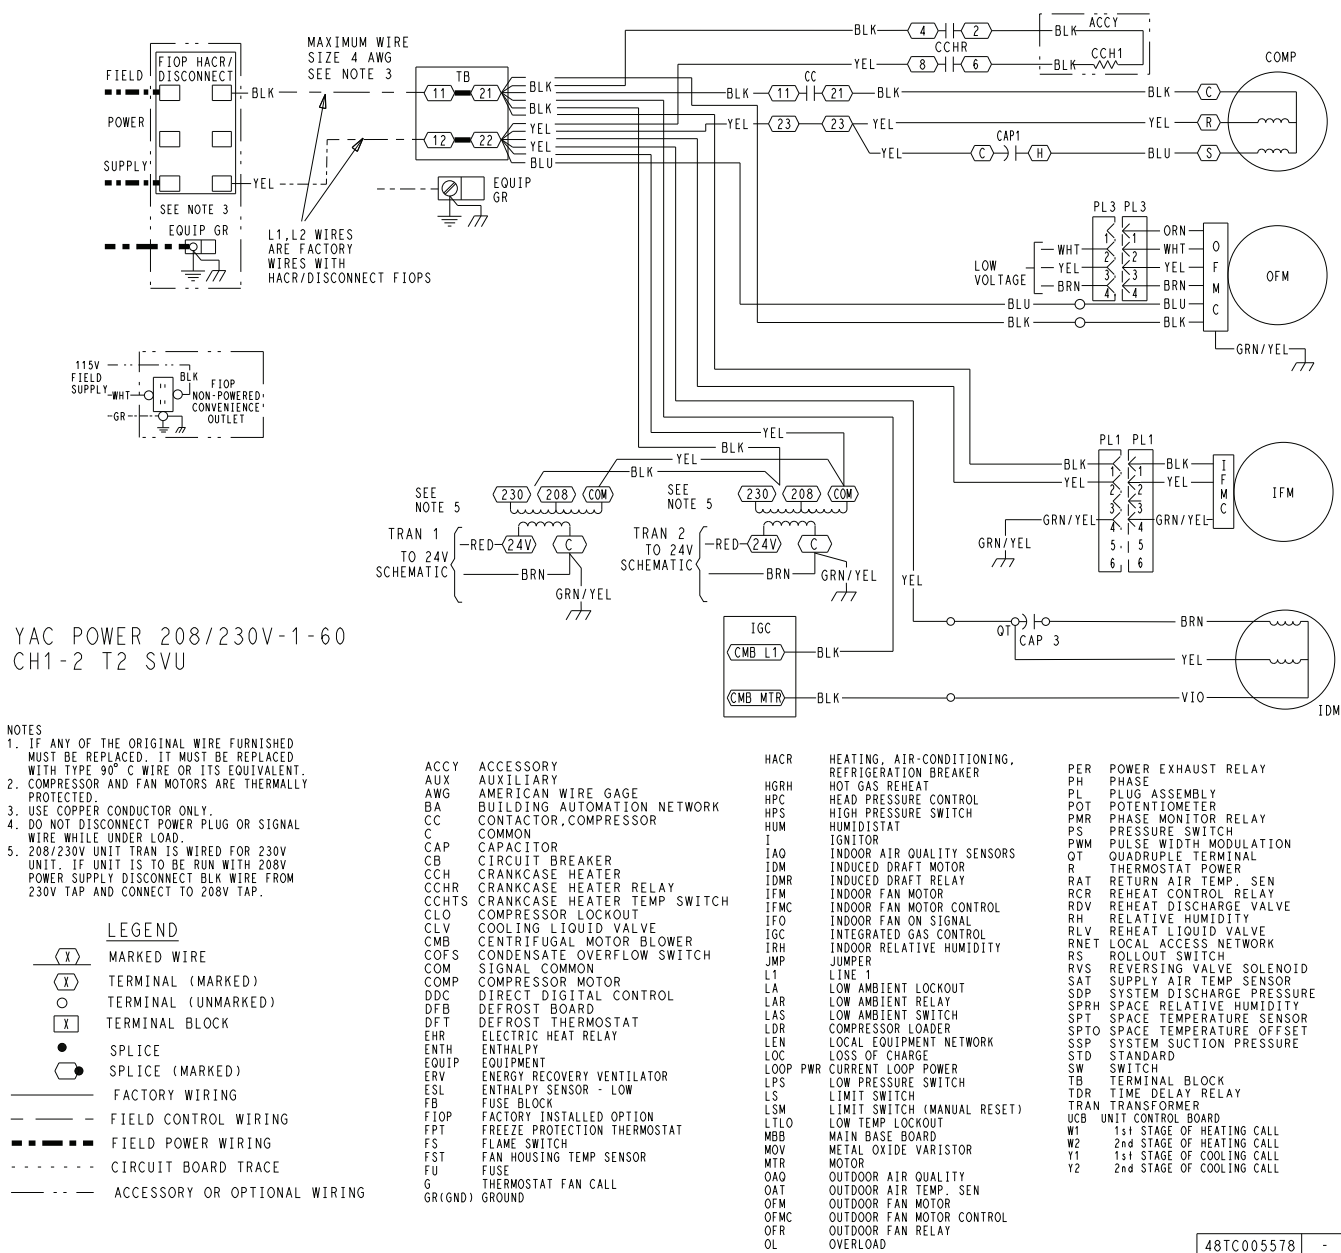 MAXIMUM WIRE
SIZE 4 AWG
SEE NOTE 3
FIOP HACR/
DISCONNECT
FIELD
POWER
SUPPLY
BLK
YEL
SEE NOTE 3
EQUIP GR
L1,L2 WIRES
ARE FACTORY
WIRES WITH
HACR/DISCONNECT FIOPS
TB
11 21
12 22
EQUIP
GR
BLK
BLK
BLK
YEL
YEL
BLU
BLK 4 2 BLK ACCY
CCHR
YEL 8 6 BLK CCH1
COMP
CC
BLK 11 21 BLK BLK C
YEL 23 23 YEL YEL R
CAP1
YEL C H BLU S
PL3 PL3
LOW
VOLTAGE
1 1 ORN
WHT 2 2 WHT
YEL 3 3 YEL
BRN 4 4 BRN
BLU BLU
BLK BLK
O
F
M
C
OFM
GRN/YEL
115V
FIELD
SUPPLY
BLK
WHT
GR
FIOP
NON-POWERED
CONVENIENCE
OUTLET
YEL
BLK
YEL
BLK
SEE
NOTE 5
230 208 COM
TRAN 1
TO 24V
SCHEMATIC
RED 24V C
BRN
GRN/YEL
SEE
NOTE 5
230 208 COM
TRAN 2
TO 24V
SCHEMATIC
RED 24V C
BRN
GRN/YEL
YEL
PL1 PL1
BLK 1 1 BLK
YEL 2 2 YEL
3 3
GRN/YEL 4 4 GRN/YEL
5 5
6 6
I
F
M
C
IFM
GRN/YEL
IGC
CMB L1 BLK
CMB MTR BLK
QT CAP 3
BRN
YEL
VIO
IDM
YAC POWER 208/230V-1-60
CH1-2 T2 SVU
NOTES
1. IF ANY OF THE ORIGINAL WIRE FURNISHED
MUST BE REPLACED. IT MUST BE REPLACED
WITH TYPE 90° C WIRE OR ITS EQUIVALENT.
2. COMPRESSOR AND FAN MOTORS ARE THERMALLY
PROTECTED.
3. USE COPPER CONDUCTOR ONLY.
4. DO NOT DISCONNECT POWER PLUG OR SIGNAL
WIRE WHILE UNDER LOAD.
5. 208/230V UNIT TRAN IS WIRED FOR 230V
UNIT. IF UNIT IS TO BE RUN WITH 208V
POWER SUPPLY DISCONNECT BLK WIRE FROM
230V TAP AND CONNECT TO 208V TAP.
LEGEND
X MARKED WIRE
X TERMINAL (MARKED)
TERMINAL (UNMARKED)
X TERMINAL BLOCK
SPLICE
SPLICE (MARKED)
FACTORY WIRING
FIELD CONTROL WIRING
FIELD POWER WIRING
CIRCUIT BOARD TRACE
ACCESSORY OR OPTIONAL WIRING
ACCY ACCESSORY
AUX AUXILIARY
AWG AMERICAN WIRE GAGE
BA BUILDING AUTOMATION NETWORK
CC CONTACTOR,COMPRESSOR
C COMMON
CAP CAPACITOR
CB CIRCUIT BREAKER
CCH CRANKCASE HEATER
CCHR CRANKCASE HEATER RELAY
CCHTS CRANKCASE HEATER TEMP SWITCH
CLO COMPRESSOR LOCKOUT
CLV COOLING LIQUID VALVE
CMB CENTRIFUGAL MOTOR BLOWER
COFS CONDENSATE OVERFLOW SWITCH
COM SIGNAL COMMON
COMP COMPRESSOR MOTOR
DDC DIRECT DIGITAL CONTROL
DFB DEFROST BOARD
DFT DEFROST THERMOSTAT
EHR ELECTRIC HEAT RELAY
ENTH ENTHALPY
EQUIP EQUIPMENT
ERV ENERGY RECOVERY VENTILATOR
ESL ENTHALPY SENSOR - LOW
FB FUSE BLOCK
FIOP FACTORY INSTALLED OPTION
FPT FREEZE PROTECTION THERMOSTAT
FS FLAME SWITCH
FST FAN HOUSING TEMP SENSOR
FU FUSE
G THERMOSTAT FAN CALL
GR(GND) GROUND
HACR HEATING, AIR-CONDITIONING,
REFRIGERATION BREAKER
HGRH HOT GAS REHEAT
HPC HEAD PRESSURE CONTROL
HPS HIGH PRESSURE SWITCH
HUM HUMIDISTAT
I IGNITOR
IAQ INDOOR AIR QUALITY SENSORS
IDM INDUCED DRAFT MOTOR
IDMR INDUCED DRAFT RELAY
IFM INDOOR FAN MOTOR
IFMC INDOOR FAN MOTOR CONTROL
IFO INDOOR FAN ON SIGNAL
IGC INTEGRATED GAS CONTROL
IRH INDOOR RELATIVE HUMIDITY
JMP JUMPER
L1 LINE 1
LA LOW AMBIENT LOCKOUT
LAR LOW AMBIENT RELAY
LAS LOW AMBIENT SWITCH
LDR COMPRESSOR LOADER
LEN LOCAL EQUIPMENT NETWORK
LOC LOSS OF CHARGE
LOOP PWR CURRENT LOOP POWER
LPS LOW PRESSURE SWITCH
LS LIMIT SWITCH
LSM LIMIT SWITCH (MANUAL RESET)
LTLO LOW TEMP LOCKOUT
MBB MAIN BASE BOARD
MOV METAL OXIDE VARISTOR
MTR MOTOR
OAQ OUTDOOR AIR QUALITY
OAT OUTDOOR AIR TEMP. SEN
OFM OUTDOOR FAN MOTOR
OFMC OUTDOOR FAN MOTOR CONTROL
OFR OUTDOOR FAN RELAY
OL OVERLOAD
PER POWER EXHAUST RELAY
PH PHASE
PL PLUG ASSEMBLY
POT POTENTIOMETER
PMR PHASE MONITOR RELAY
PS PRESSURE SWITCH
PWM PULSE WIDTH MODULATION
QT QUADRUPLE TERMINAL
R THERMOSTAT POWER
RAT RETURN AIR TEMP. SEN
RCR REHEAT CONTROL RELAY
RDV REHEAT DISCHARGE VALVE
RH RELATIVE HUMIDITY
RLV REHEAT LIQUID VALVE
RNET LOCAL ACCESS NETWORK
RS ROLLOUT SWITCH
RVS REVERSING VALVE SOLENOID
SAT SUPPLY AIR TEMP SENSOR
SDP SYSTEM DISCHARGE PRESSURE
SPRH SPACE RELATIVE HUMIDITY
SPT SPACE TEMPERATURE SENSOR
SPTO SPACE TEMPERATURE OFFSET
SSP SYSTEM SUCTION PRESSURE
STD STANDARD
SW SWITCH
TB TERMINAL BLOCK
TDR TIME DELAY RELAY
TRAN TRANSFORMER
UCB UNIT CONTROL BOARD
W1 1st STAGE OF HEATING CALL
W2 2nd STAGE OF HEATING CALL
Y1 1st STAGE OF COOLING CALL
Y2 2nd STAGE OF COOLING CALL
48TC005578 -